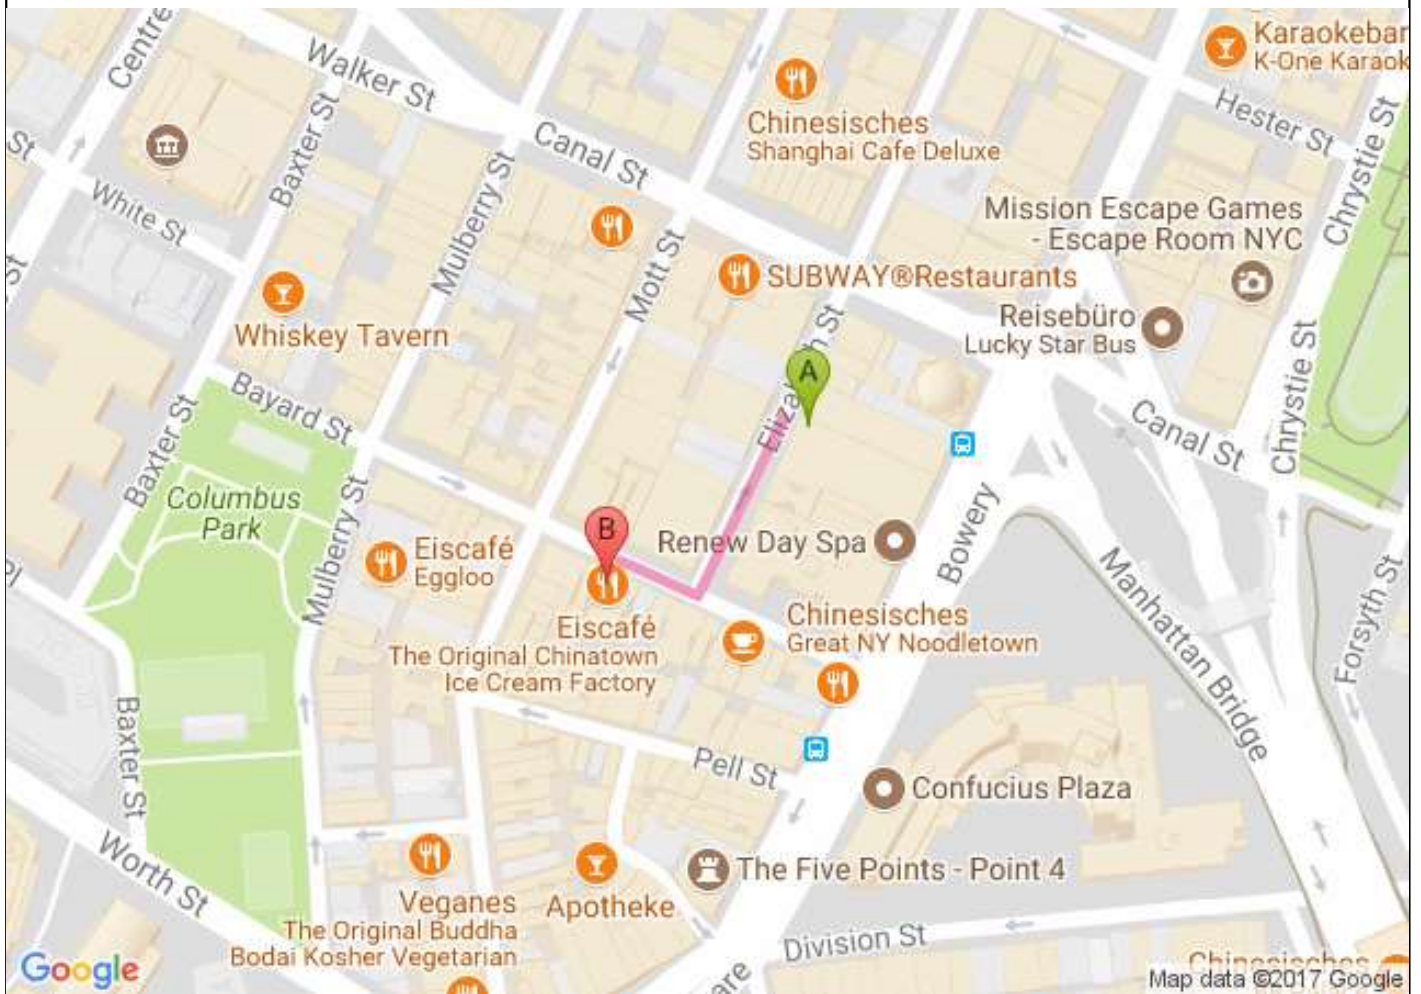 Centre
Walker St
Baxter St
Canal St
Mulberry St
Mott St
White St
St
St
Chinesisches
Shanghai Cafe Deluxe
Karaokebar
K-One Karaok
Hester St
Chrystie St
Mission Escape Games
- Escape Room NYC
SUBWAY®Restaurants
Reisebüro
Lucky Star Bus
Whiskey Tavern
A
Bayard St
Baxter St
Canal St
Chrystie St
Columbus
Park
Mulberry St
B
Renew Day Spa
Bowery
Eiscafé
Eggloo
Manhattan Bridge
Forsyth St
Pl
Eiscafé
The Original Chinatown
Ice Cream Factory
Chinesisches
Great NY Noodletown
Baxter St
Pell St
Confucius Plaza
Worth St
The Five Points - Point 4
Veganes
The Original Buddha
Bodai Kosher Vegetarian
Apotheke
Division St
Chinesisches
Google
Map data ©2017 Google